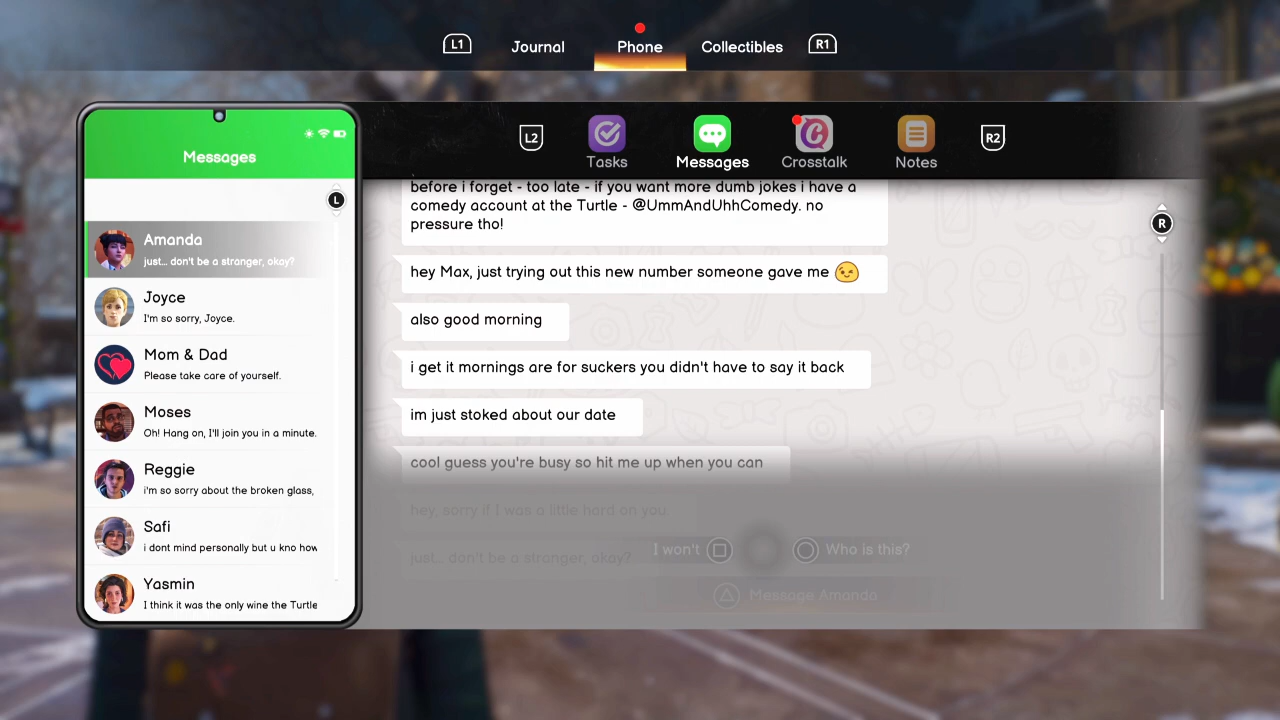 L1
Journal
Phone
Collectibles
R1
Messages
L2
Tasks
Messages
Crosstalk
Notes
R2
L
Amanda
just... don't be a stranger, okay?
Joyce
I'm so sorry, Joyce.
Mom & Dad
Please take care of yourself.
Moses
Oh! Hang on, I'll join you in a minute.
Reggie
i'm so sorry about the broken glass,
Safi
i dont mind personally but u kno how
Yasmin
I think it was the only wine the Turtle
before i forget - too late - if you want more dumb jokes i have a
comedy account at the Turtle - @UmmAndUhhComedy. no
pressure tho!
R
hey Max, just trying out this new number someone gave me
also good morning
i get it mornings are for suckers you didn't have to say it back
im just stoked about our date
cool guess you're busy so hit me up when you can
hey, sorry if I was a little hard on you.
just.. don't be a stranger, okay?
I won't
Who is this?
Message Amanda